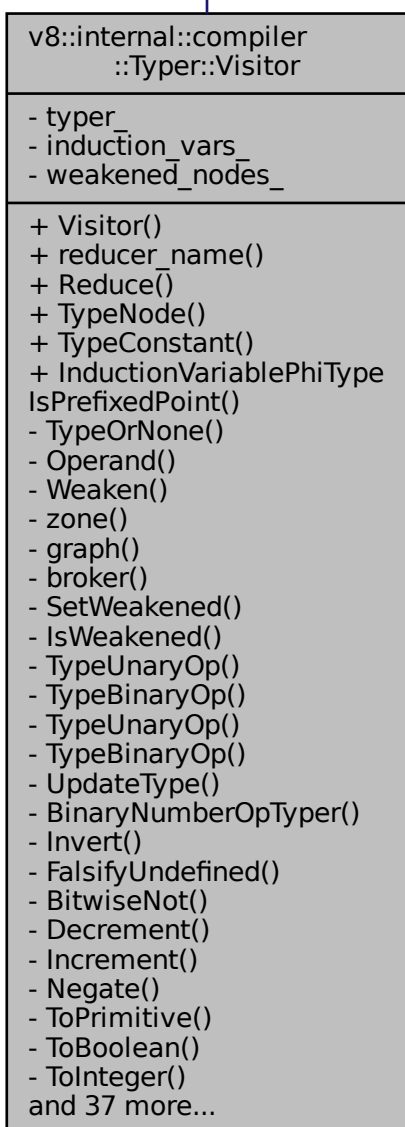 v8::internal::compiler
::Typer::Visitor
- typer_
- induction_vars_
- weakened_nodes_
+ Visitor()
+ reducer_name()
+ Reduce()
+ TypeNode()
+ TypeConstant()
+ InductionVariablePhiType
IsPrefixedPoint()
- TypeOrNone()
- Operand()
- Weaken()
- zone()
- graph()
- broker()
- SetWeakened()
- IsWeakened()
- TypeUnaryOp()
- TypeBinaryOp()
- TypeUnaryOp()
- TypeBinaryOp()
- UpdateType()
- BinaryNumberOpTyper()
- Invert()
- FalsifyUndefined()
- BitwiseNot()
- Decrement()
- Increment()
- Negate()
- ToPrimitive()
- ToBoolean()
- ToInteger()
and 37 more...